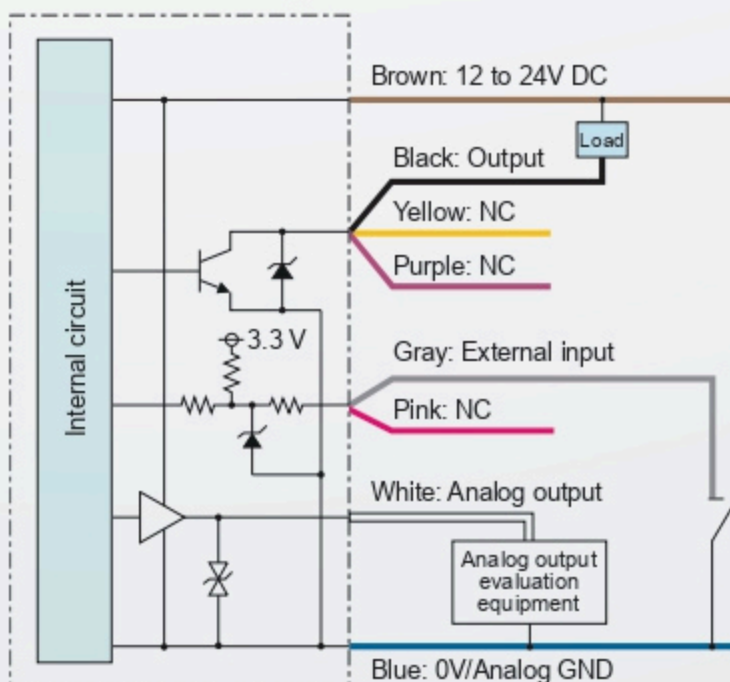 Brown: 12 to 24V DC
Load
Black: Output
Yellow: NC
Purple: NC
3.3 V
Gray: External input
Pink: NC
Internal circuit
White: Analog output
Analog output
evaluation
equipment
Blue: 0V/Analog GND